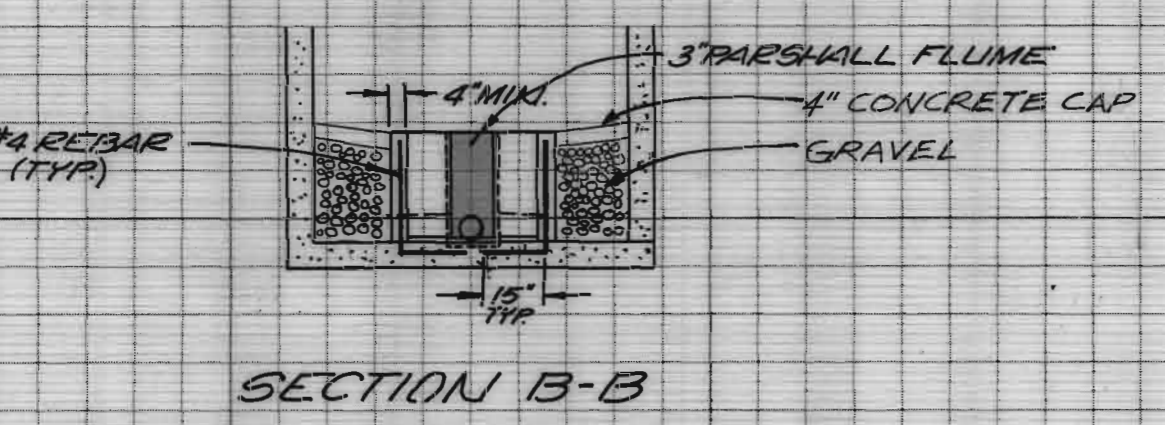 3" PARSHALL FLUME
4" MIN.
4" CONCRETE CAP
#4 REBAR
(TYP.)
GRAVEL
15"
TYP.
SECTION B-B